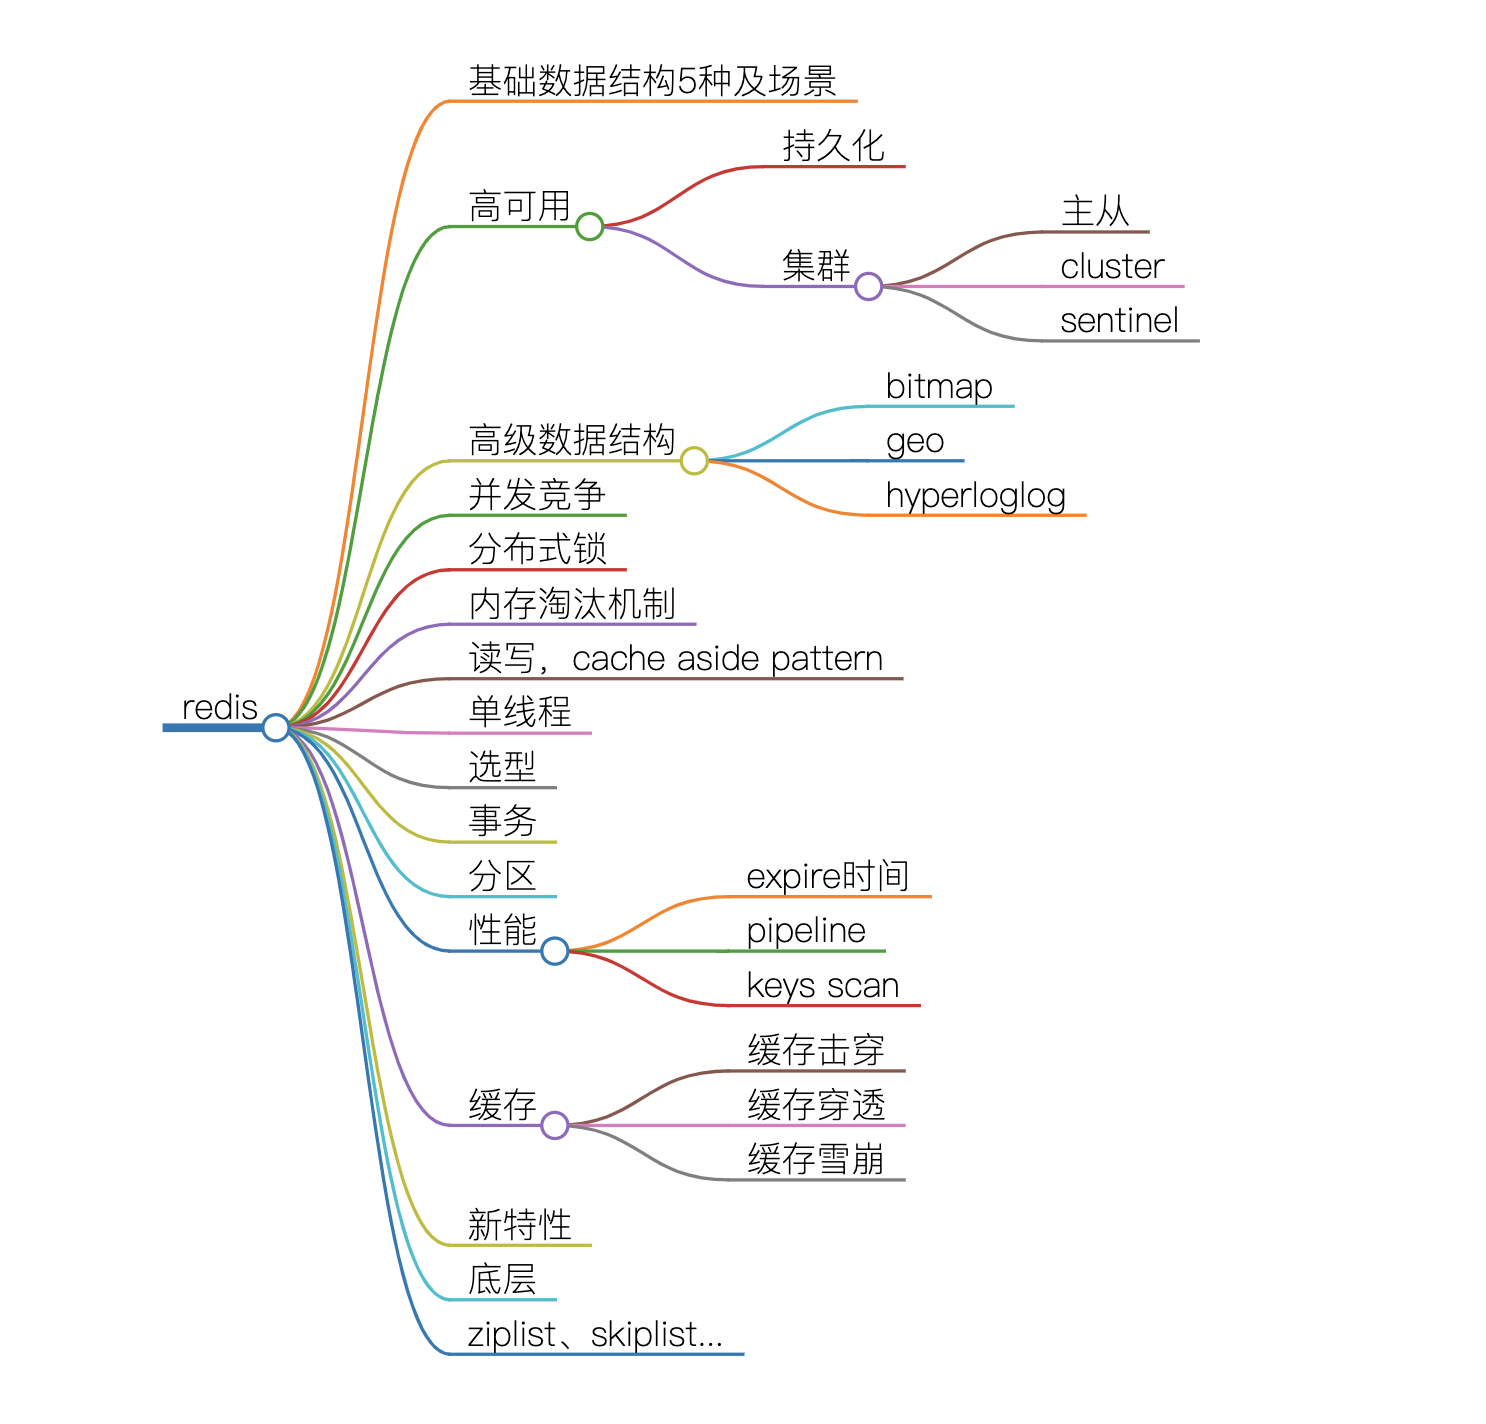 基础数据结构5种及场景
持久化
高可用
主从
集群
cluster
sentinel
bitmap
高级数据结构
geo
并发竞争
hyperloglog
分布式锁
内存淘汰机制
读写，cache aside pattern
redis
单线程
选型
事务
分区
expire时间
性能
pipeline
keys scan
缓存击穿
缓存
缓存穿透
缓存雪崩
新特性
底层
ziplist、skiplist...